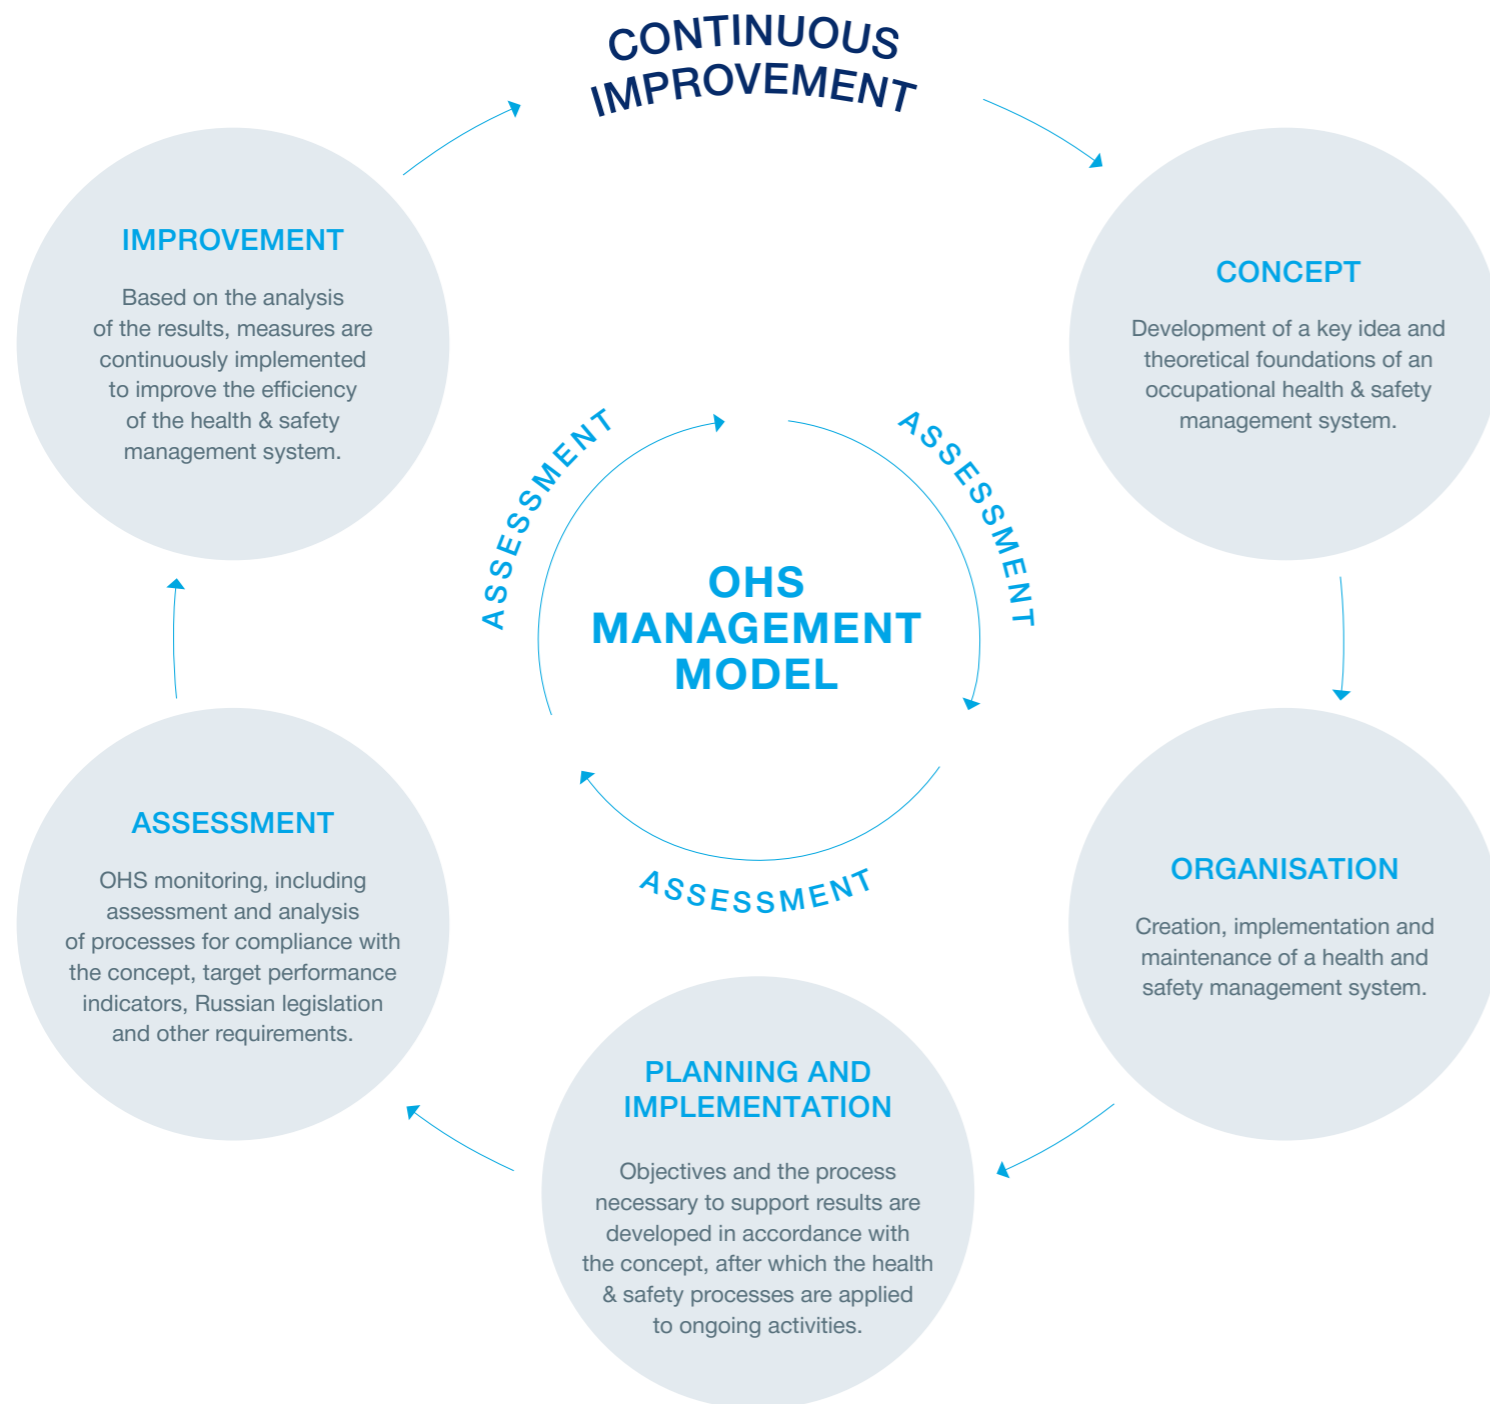 CONTINUOUS
IMPROVEMENT
CONCEPT
Development of a key idea and
theoretical foundations of an
occupational health & safety
management system.
ORGANISATION
Creation, implementation and
maintenance of a health and
safety management system.
PLANNING AND
IMPLEMENTATION
Objectives and the process
necessary to support results are
developed in accordance with
the concept, after which the health
& safety processes are applied
to ongoing activities.
ASSESSMENT
OHS monitoring, including
assessment and analysis
of processes for compliance with
the concept, target performance
indicators, Russian legislation
and other requirements.
IMPROVEMENT
Based on the analysis
of the results, measures are
continuously implemented
to improve the efficiency
of the health & safety
management system.
ASSESSMENT
ASSESSMENT
ASSESSMENT
OHS
MANAGEMENT
MODEL